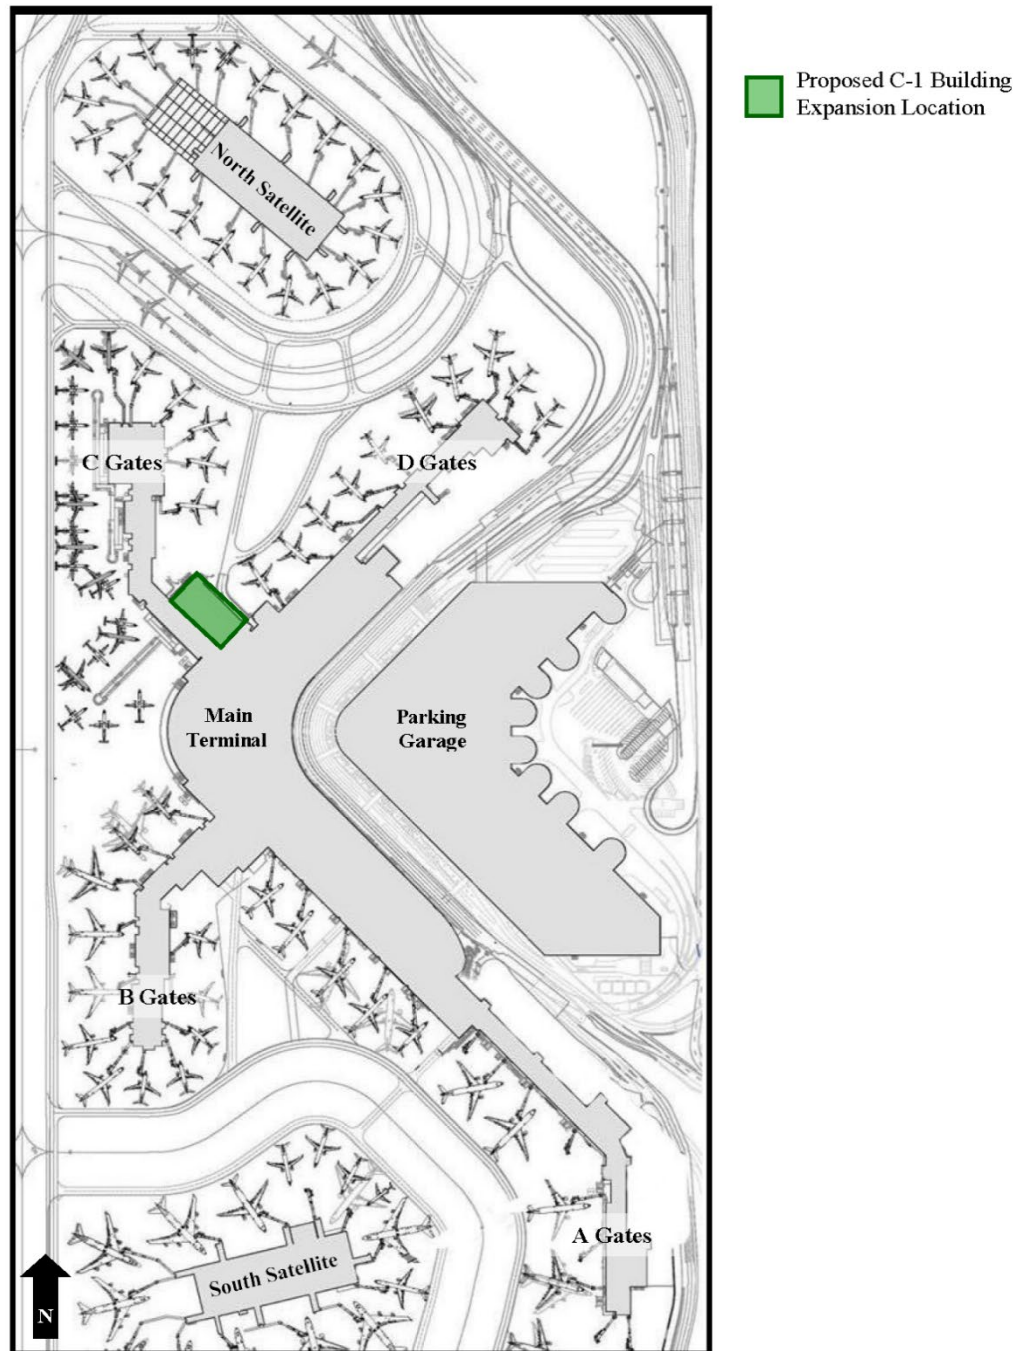 Proposed C-1 Building
Expansion Location
North Satellite
C Gates
D Gates
Main
Terminal
Parking
Garage
B Gates
A Gates
South Satellite
N